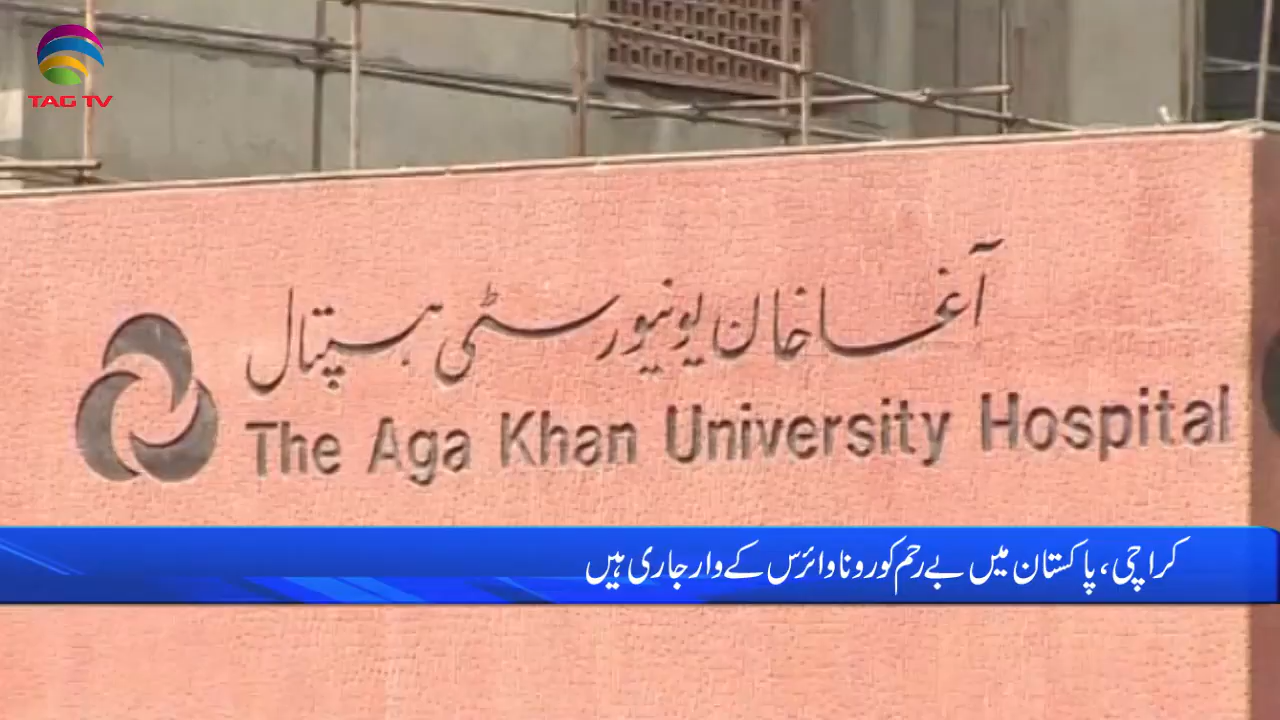 TAG TV
آغا خان یونیورسٹی ہسپتال
The Aga Khan University Hospital
کراچی، پاکستان میں بے رحم کورونا وائرس کے وار جاری ہیں